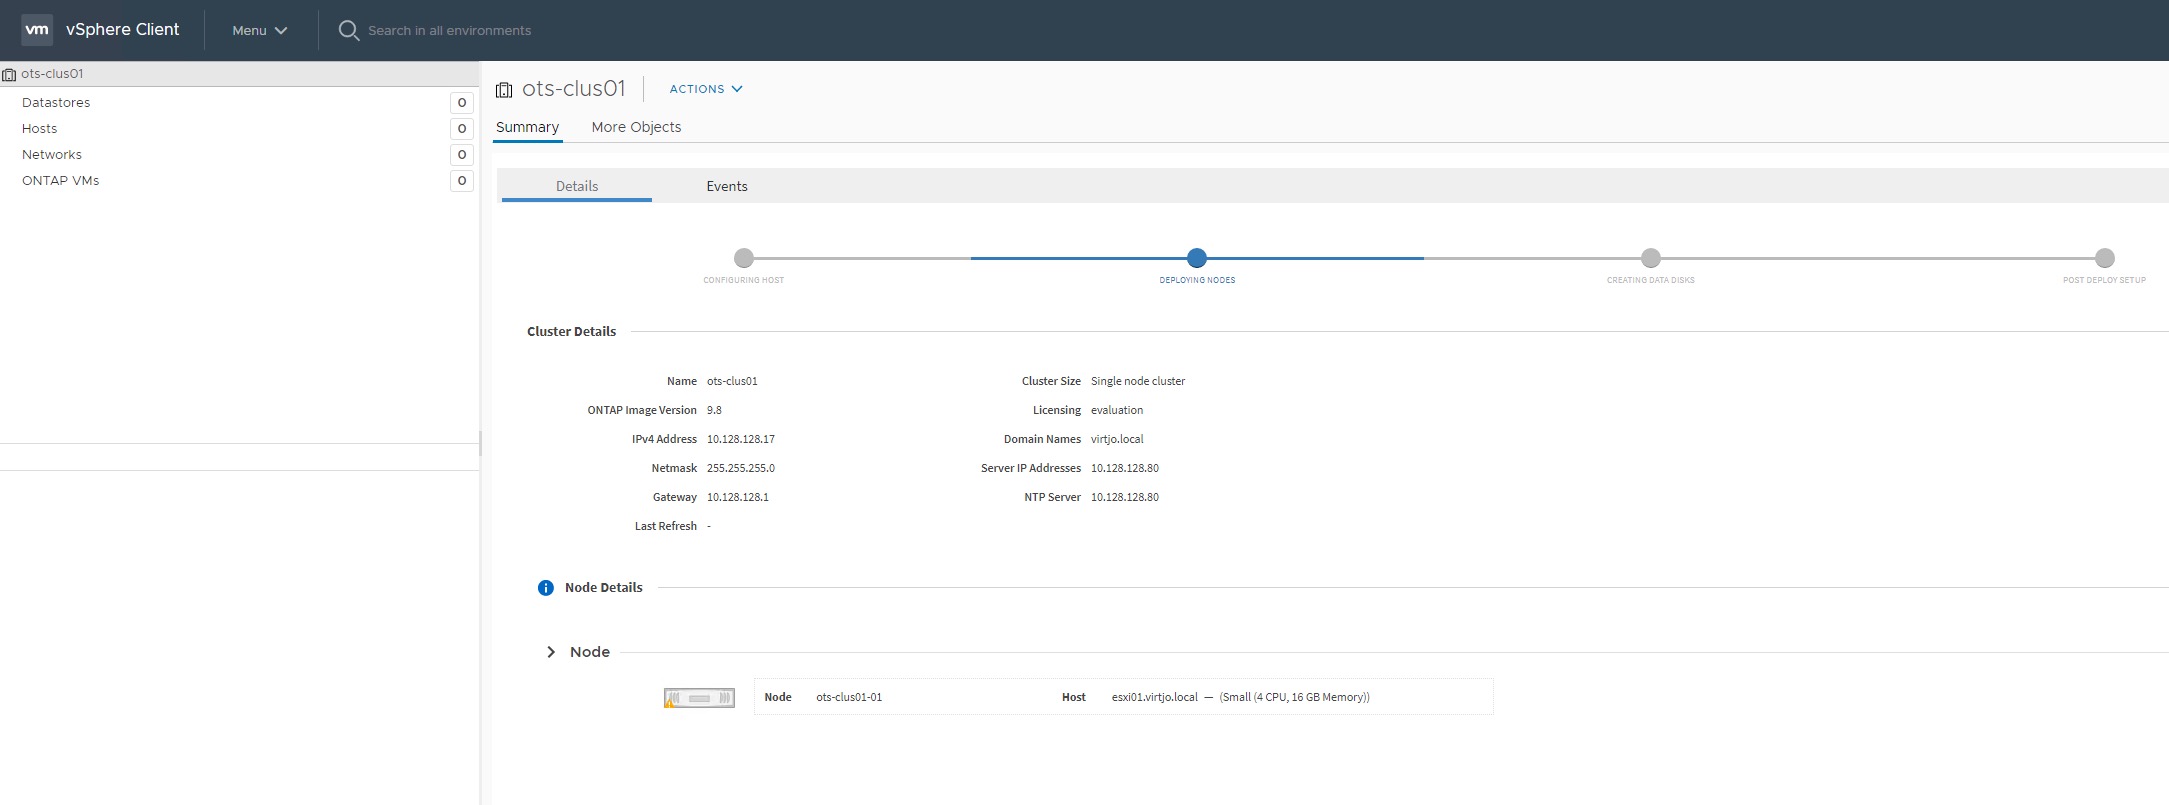 vm vSphere Client Menu Search in all environments
ots-clus01
Datastores 0
Hosts 0
Networks 0
ONTAP VMs 0
ots-clus01 ACTIONS
Summary More Objects
Details Events
CONFIGURING HOST DEPLOYING NODES CREATING DATA DISKS POST DEPLOY SETUP
Cluster Details
Name ots-clus01 Cluster Size Single node cluster
ONTAP Image Version 9.8 Licensing evaluation
IPv4 Address 10.128.128.17 Domain Names virtjo.local
Netmask 255.255.255.0 Server IP Addresses 10.128.128.80
Gateway 10.128.128.1 NTP Server 10.128.128.80
Last Refresh -
Node Details
Node
Node ots-clus01-01 Host esxi01.virtjo.local — (Small (4 CPU, 16 GB Memory))